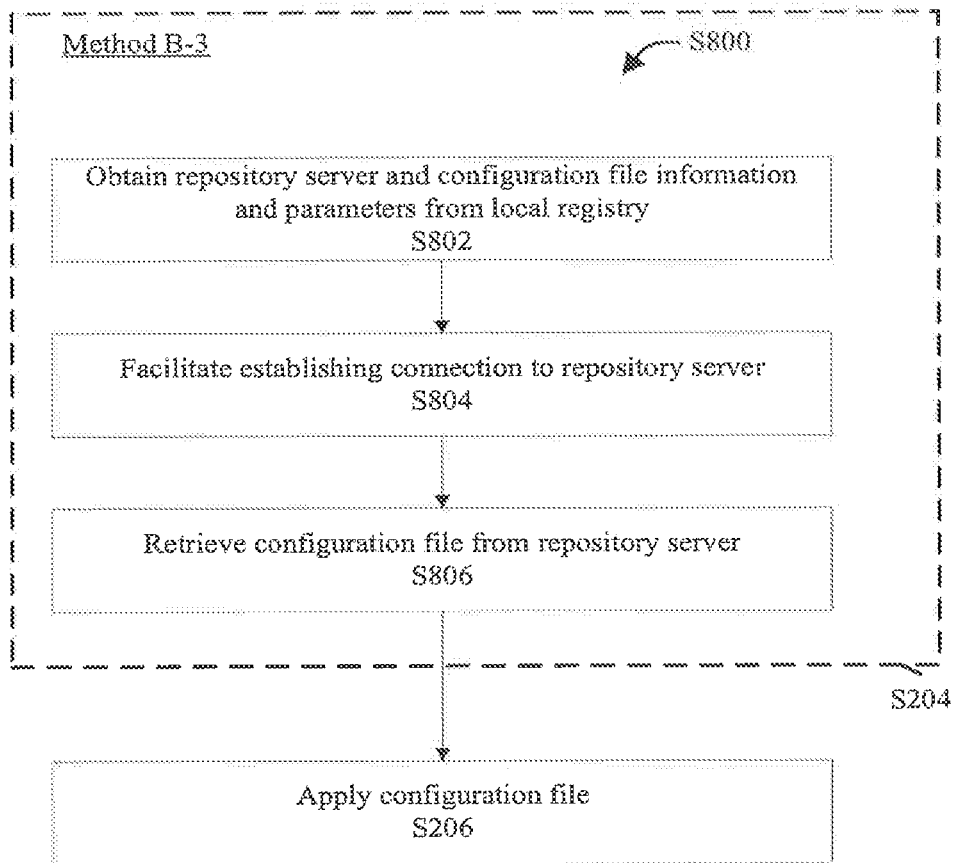 Method B-3
S800
Obtain repository server and configuration file information
and parameters from local registry
S802
Facilitate establishing connection to repository server
S804
Retrieve configuration file from repository server
S806
S204
Apply configuration file
S206